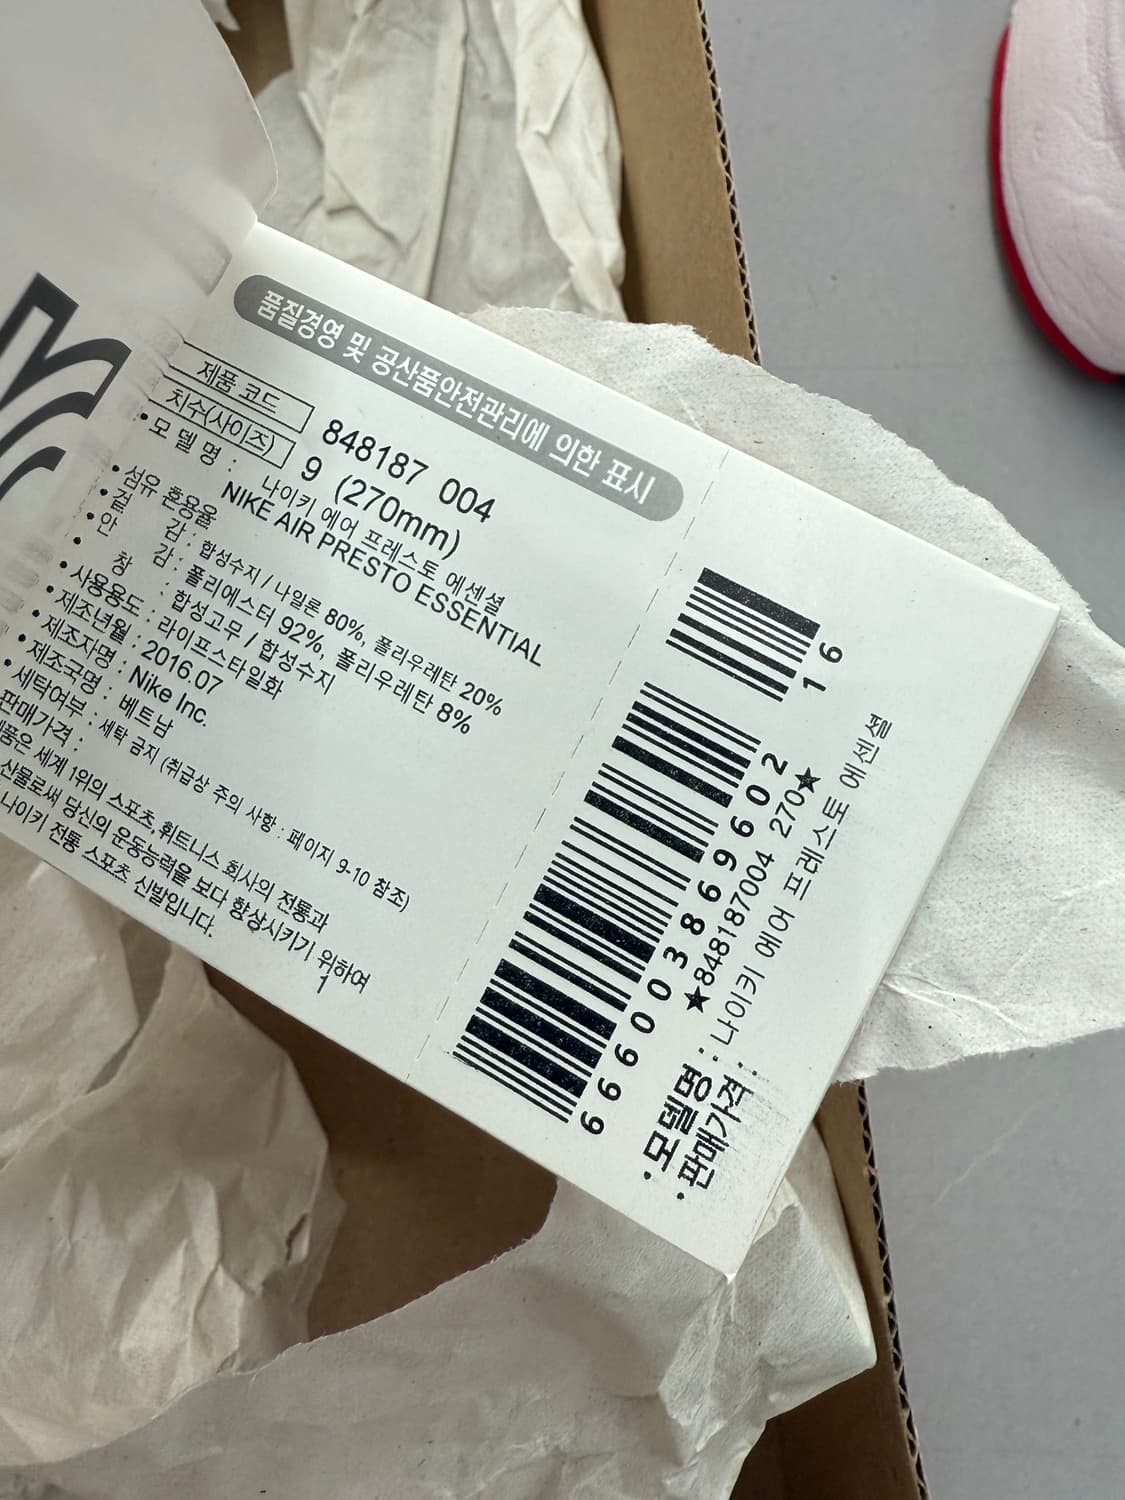 품질경영 및 공산품안전관리에 의한 표시
제품 코드 848187 004
치수(사이즈) 9 (270mm)
• 모 델 명 : 나이키 에어 프레스토 에센셜
NIKE AIR PRESTO ESSENTIAL
• 섬유 혼용율
• 겉 감 : 합성수지 / 나일론 80%, 폴리우레탄 20%
• 안 감 : 폴리에스터 92%, 폴리우레탄 8%
• 창 : 합성고무 / 합성수지
• 사용용도 : 라이프스타일화
• 제조년월 : 2016.07
• 제조자명 : Nike Inc.
• 제조국명 : 베트남
• 세탁여부 : 세탁 금지 (취급상 주의 사항 : 페이지 9-10 참조)
판매가격 :
제품은 세계 1위의 스포츠, 휘트니스 회사의 전통과
산물로써 당신의 운동능력을 보다 향상시키기 위하여
나이키 전통 스포츠 신발입니다.
1
666003869602 16
★848187004 270★
• 모델명 : 나이키 에어 프레스토 에센셜
• 판매가격 :